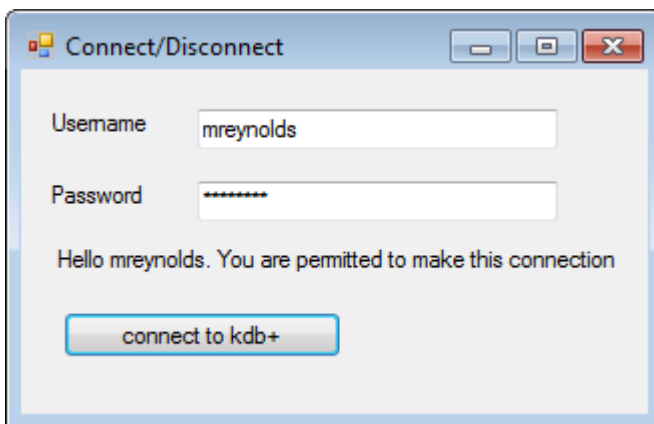 Connect/Disconnect
Username mreynolds
Password ********
Hello mreynolds. You are permitted to make this connection
connect to kdb+